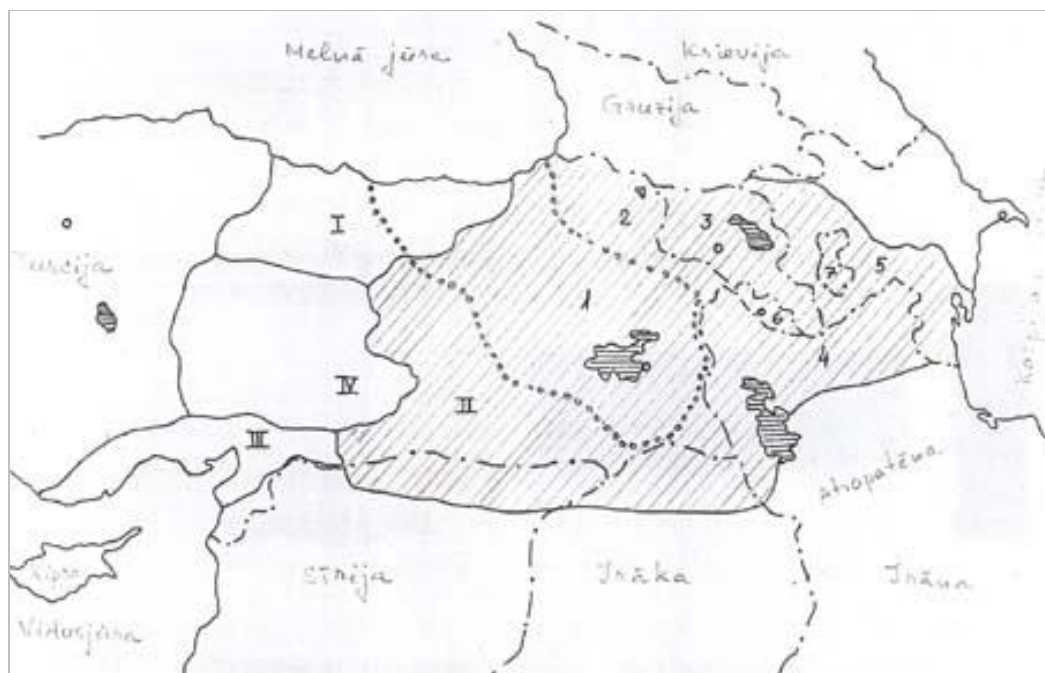 Melnā jūra
Krievija
Gruzija
I
2
3
5
7
Turcija
1
6
4
IV
II
III
Atropatēna
Kipra
Sīrija
Irāka
Irāna
Vidusjūra